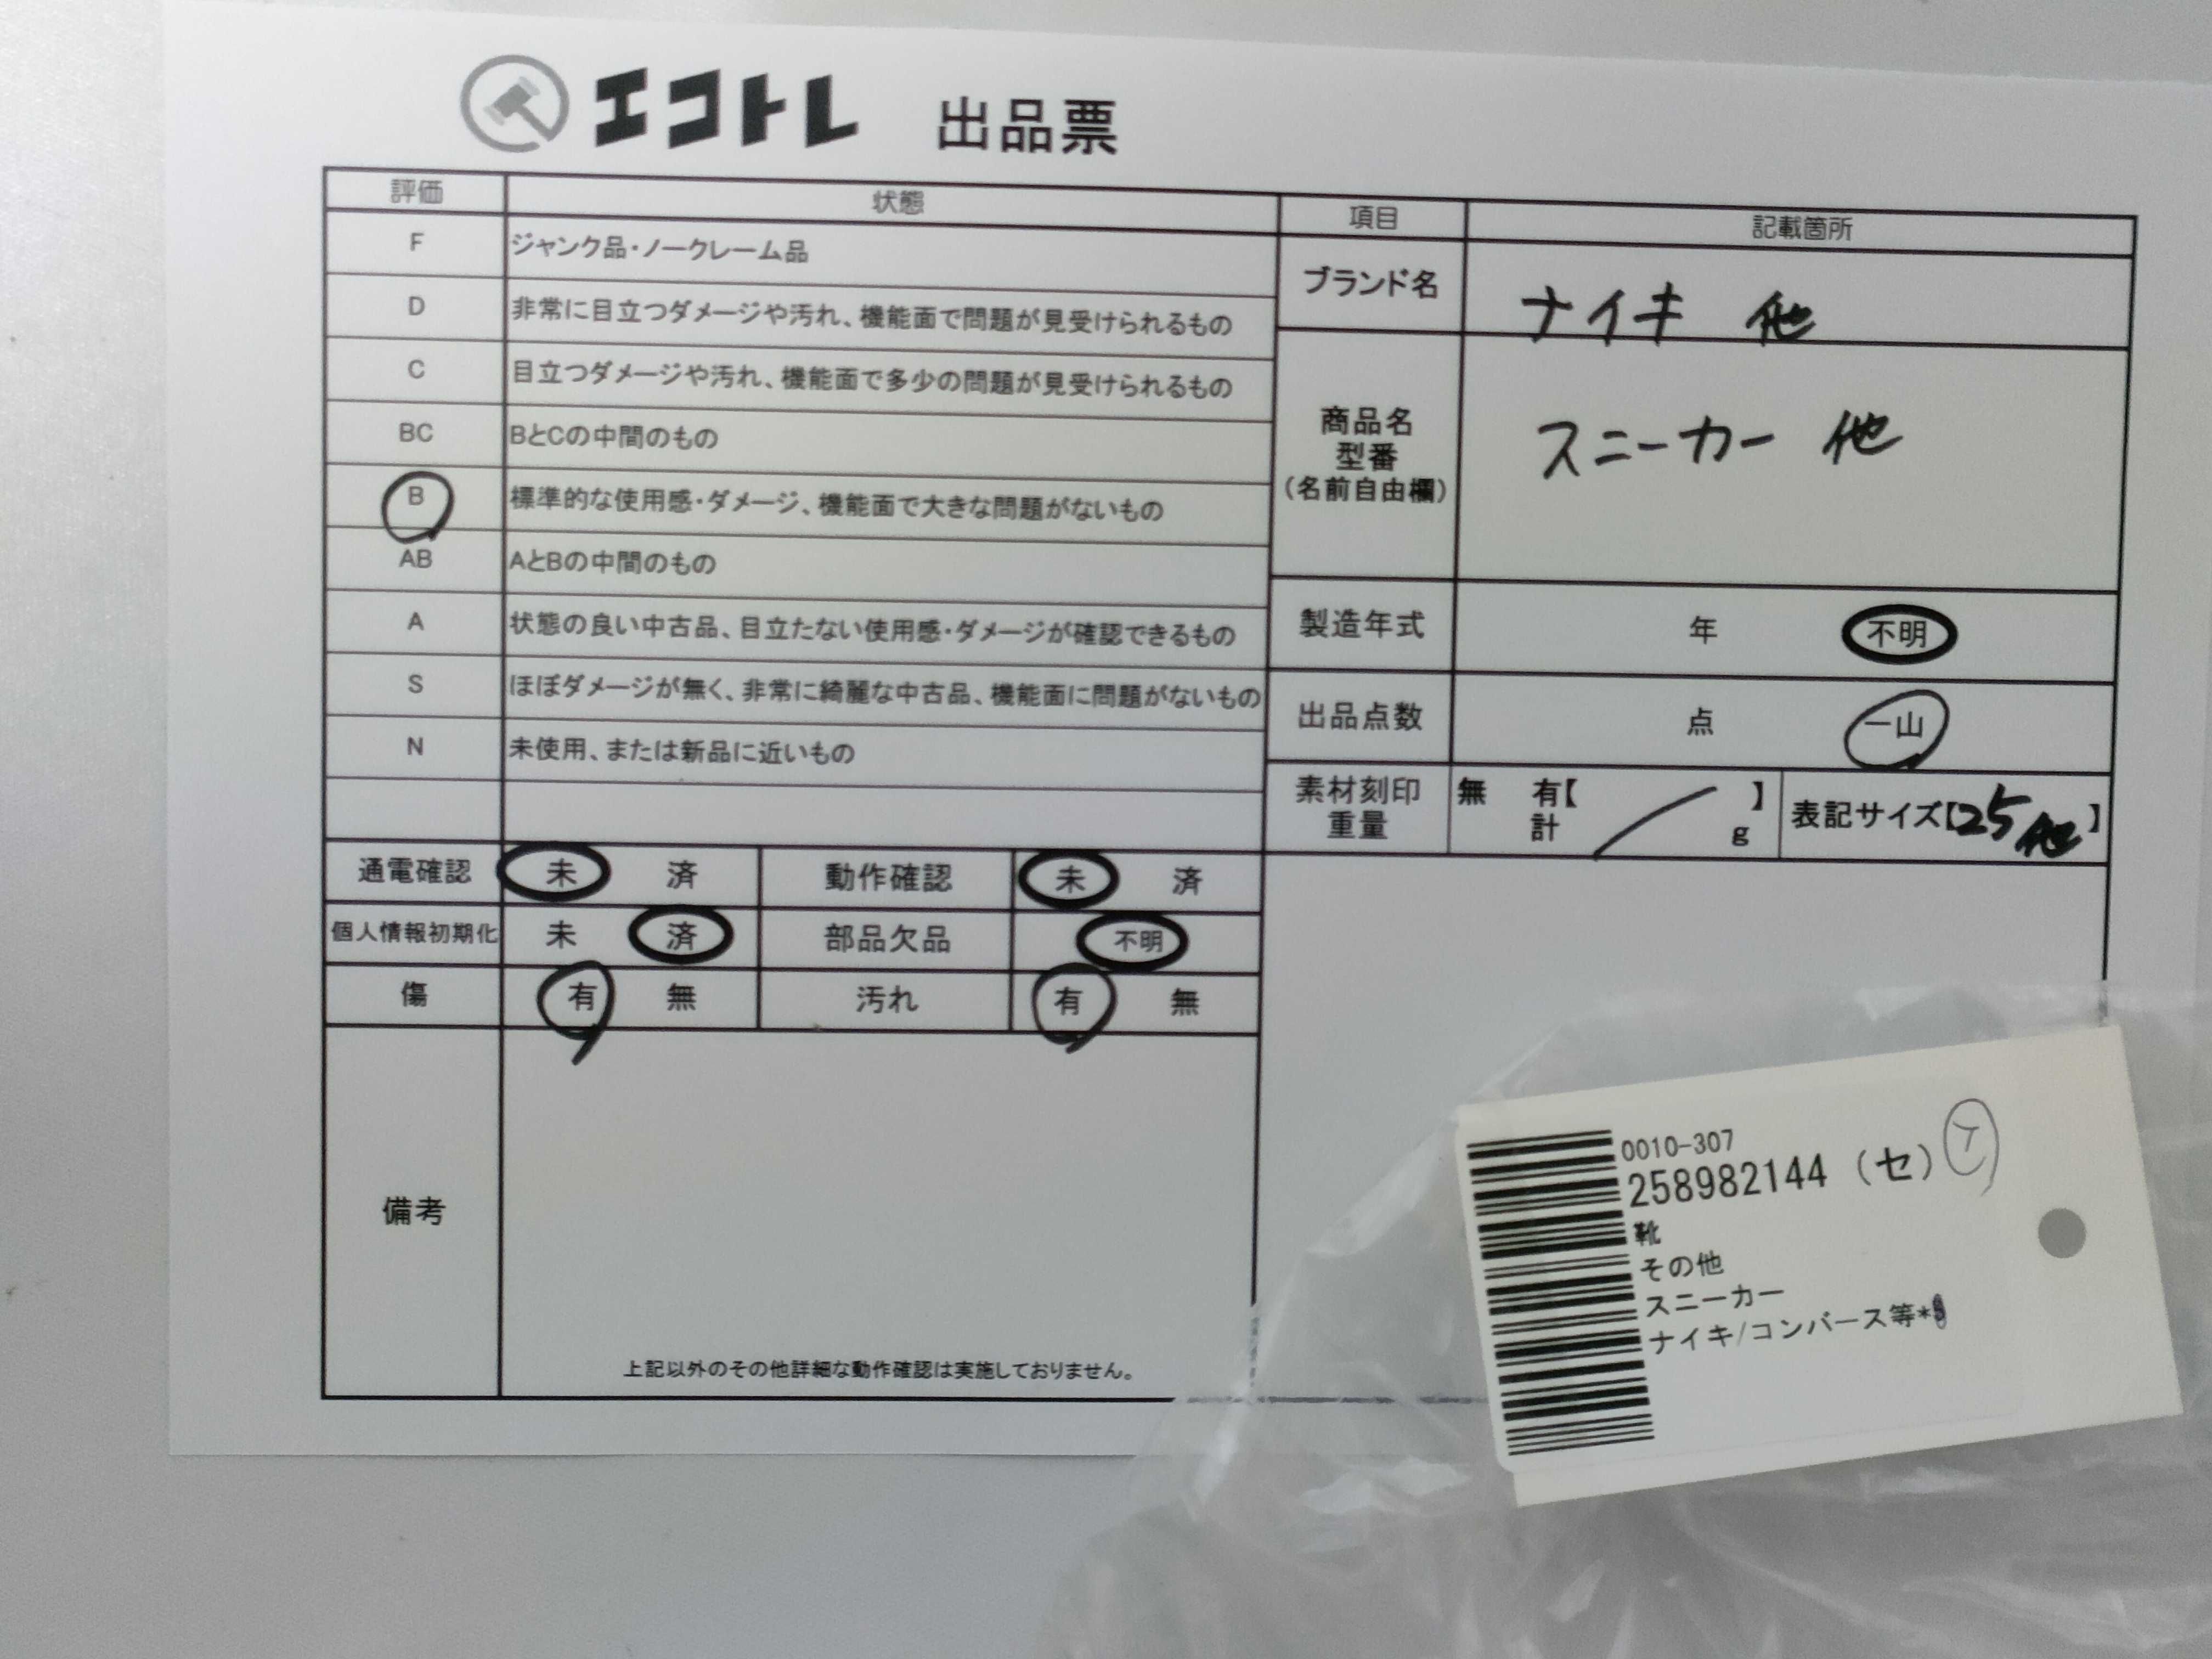 エコトレ 出品票
評価 状態 項目 記載箇所
F ジャンク品・ノークレーム品
D 非常に目立つダメージや汚れ、機能面で問題が見受けられるもの
C 目立つダメージや汚れ、機能面で多少の問題が見受けられるもの
BC BとCの中間のもの
B 標準的な使用感・ダメージ、機能面で大きな問題がないもの
AB AとBの中間のもの
A 状態の良い中古品、目立たない使用感・ダメージが確認できるもの
S ほぼダメージが無く、非常に綺麗な中古品、機能面に問題がないもの
N 未使用、または新品に近いもの
ブランド名 ナイキ 他
商品名
型番
(名前自由欄)
スニーカー 他
製造年式 年 不明
出品点数 点 一山
素材刻印 無 有【 】
重量 計 g
表記サイズ【25他】
通電確認 未 済 動作確認 未 済
個人情報初期化 未 済 部品欠品 不明
傷 有 無 汚れ 有 無
備考
上記以外のその他詳細な動作確認は実施しておりません。
0010-307
258982144 (セ)
靴
その他
スニーカー
ナイキ/コンバース等*